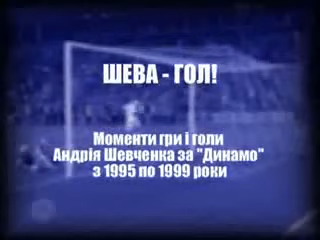 ШЕВА - ГОЛ!
Моменти гри і голи
Андрія Шевченка за "Динамо"
з 1995 по 1999 роки